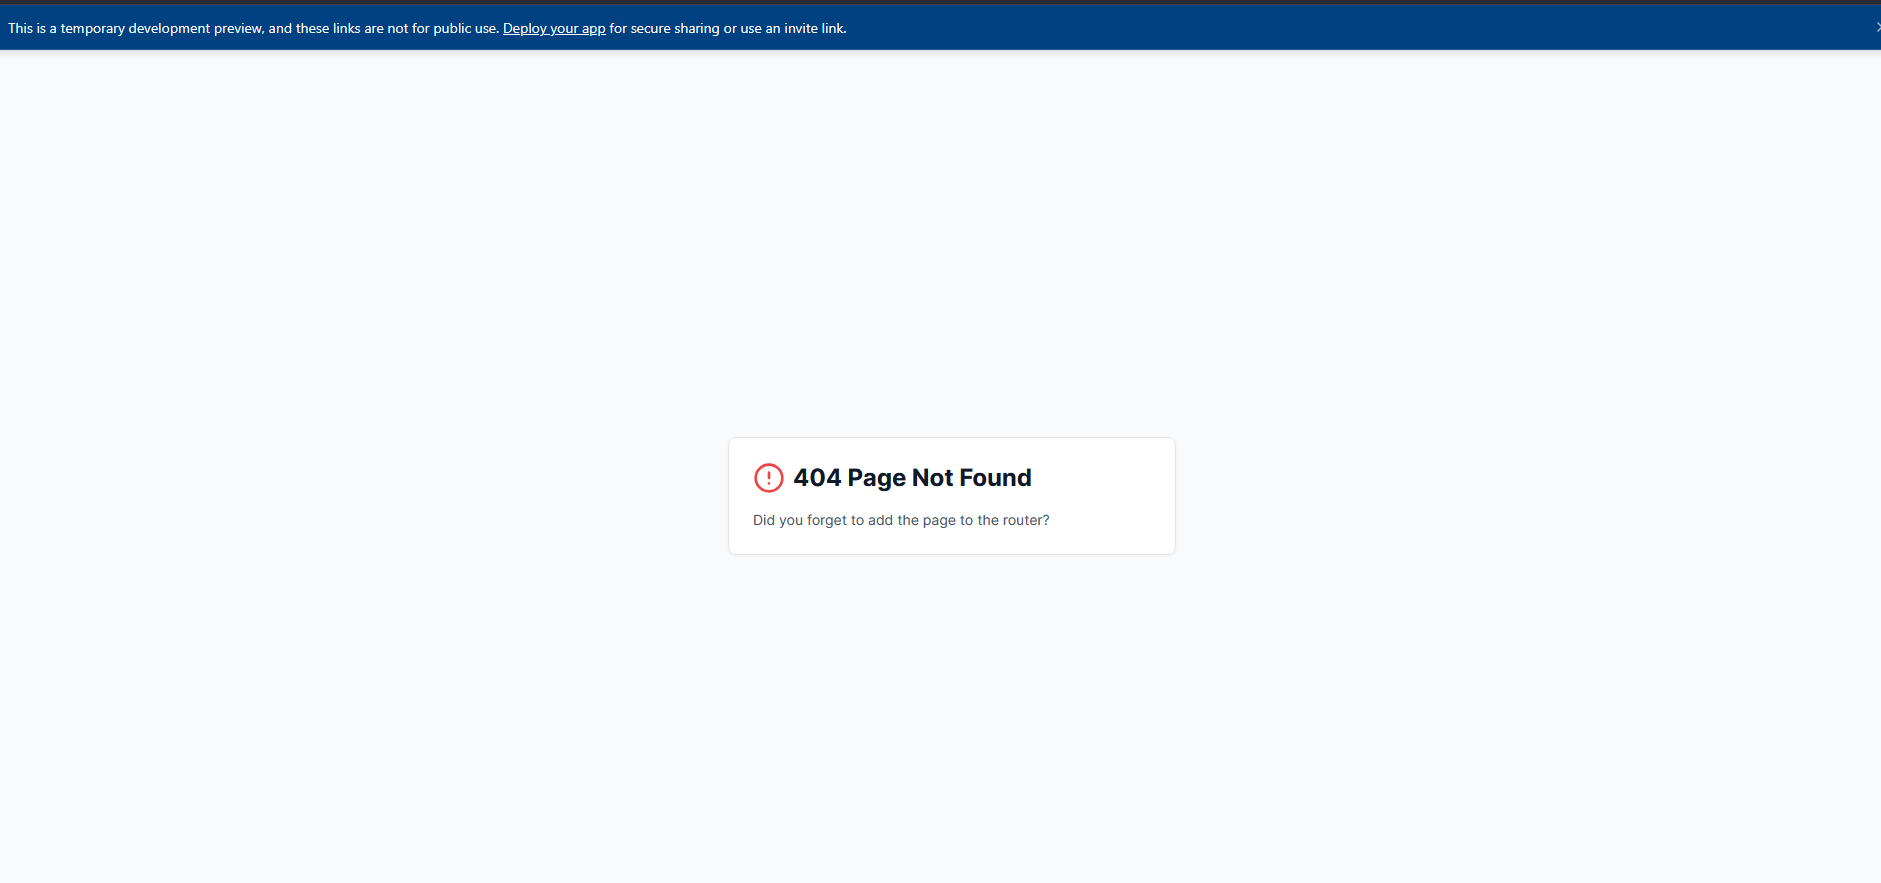 This is a temporary development preview, and these links are not for public use. Deploy your app for secure sharing or use an invite link.
404 Page Not Found
Did you forget to add the page to the router?